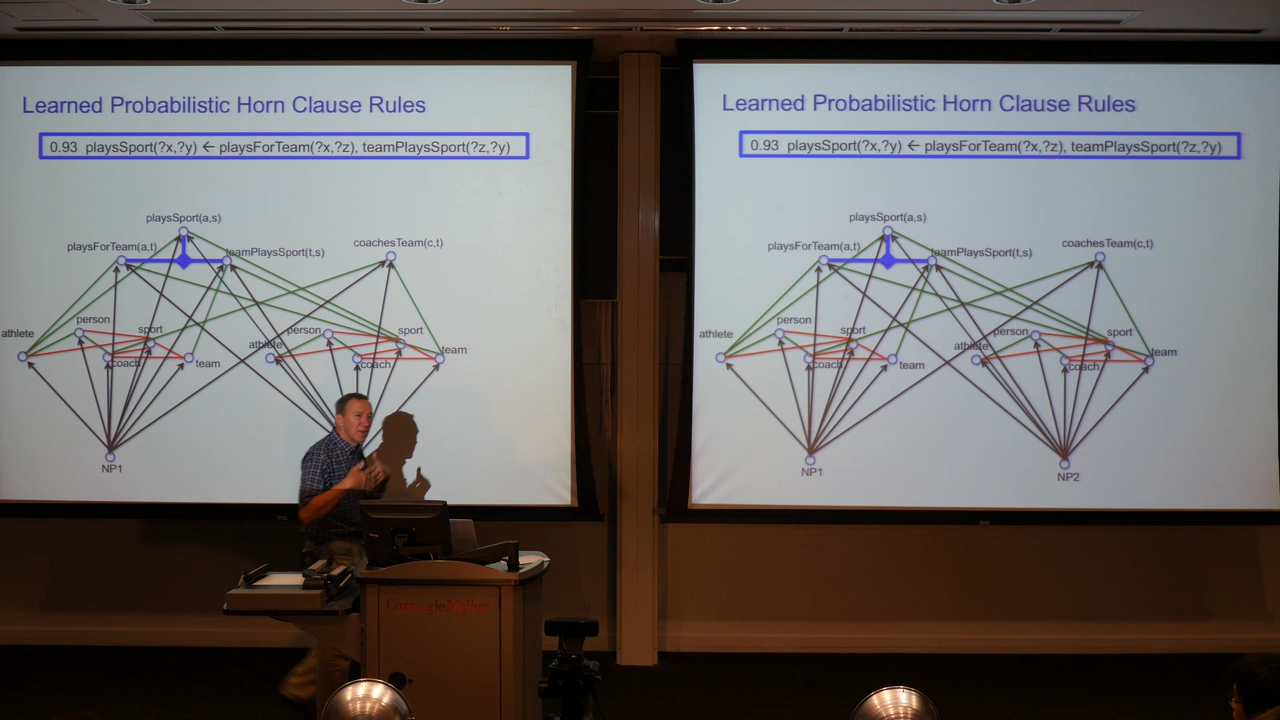 Learned Probabilistic Horn Clause Rules
0.93 playsSport(?x,?y) ← playsForTeam(?x,?z), teamPlaysSport(?z,?y)
playsSport(a,s)
playsForTeam(a,t)
teamPlaysSport(t,s)
coachesTeam(c,t)
athlete
person
sport
coach
team
athlete
person
sport
coach
team
NP1
Learned Probabilistic Horn Clause Rules
0.93 playsSport(?x,?y) ← playsForTeam(?x,?z), teamPlaysSport(?z,?y)
playsSport(a,s)
playsForTeam(a,t)
teamPlaysSport(t,s)
coachesTeam(c,t)
athlete
person
sport
coach
team
athlete
person
sport
coach
team
NP1
NP2
Carnegie Mellon